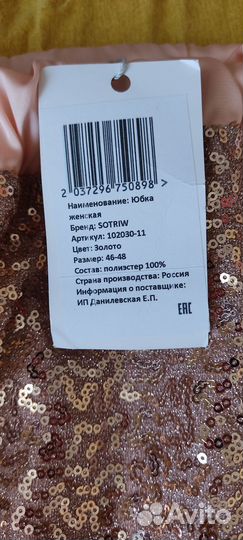 2 037296 750898 >
Наименование: Юбка
женская
Бренд: SOTRIW
Артикул: 102030-11
Цвет: Золото
Размер: 46-48
Состав: полиэстер 100%
Страна производства: Россия
Информация о поставщике:
ИП Данилевская Е.П.
EAC
Avito